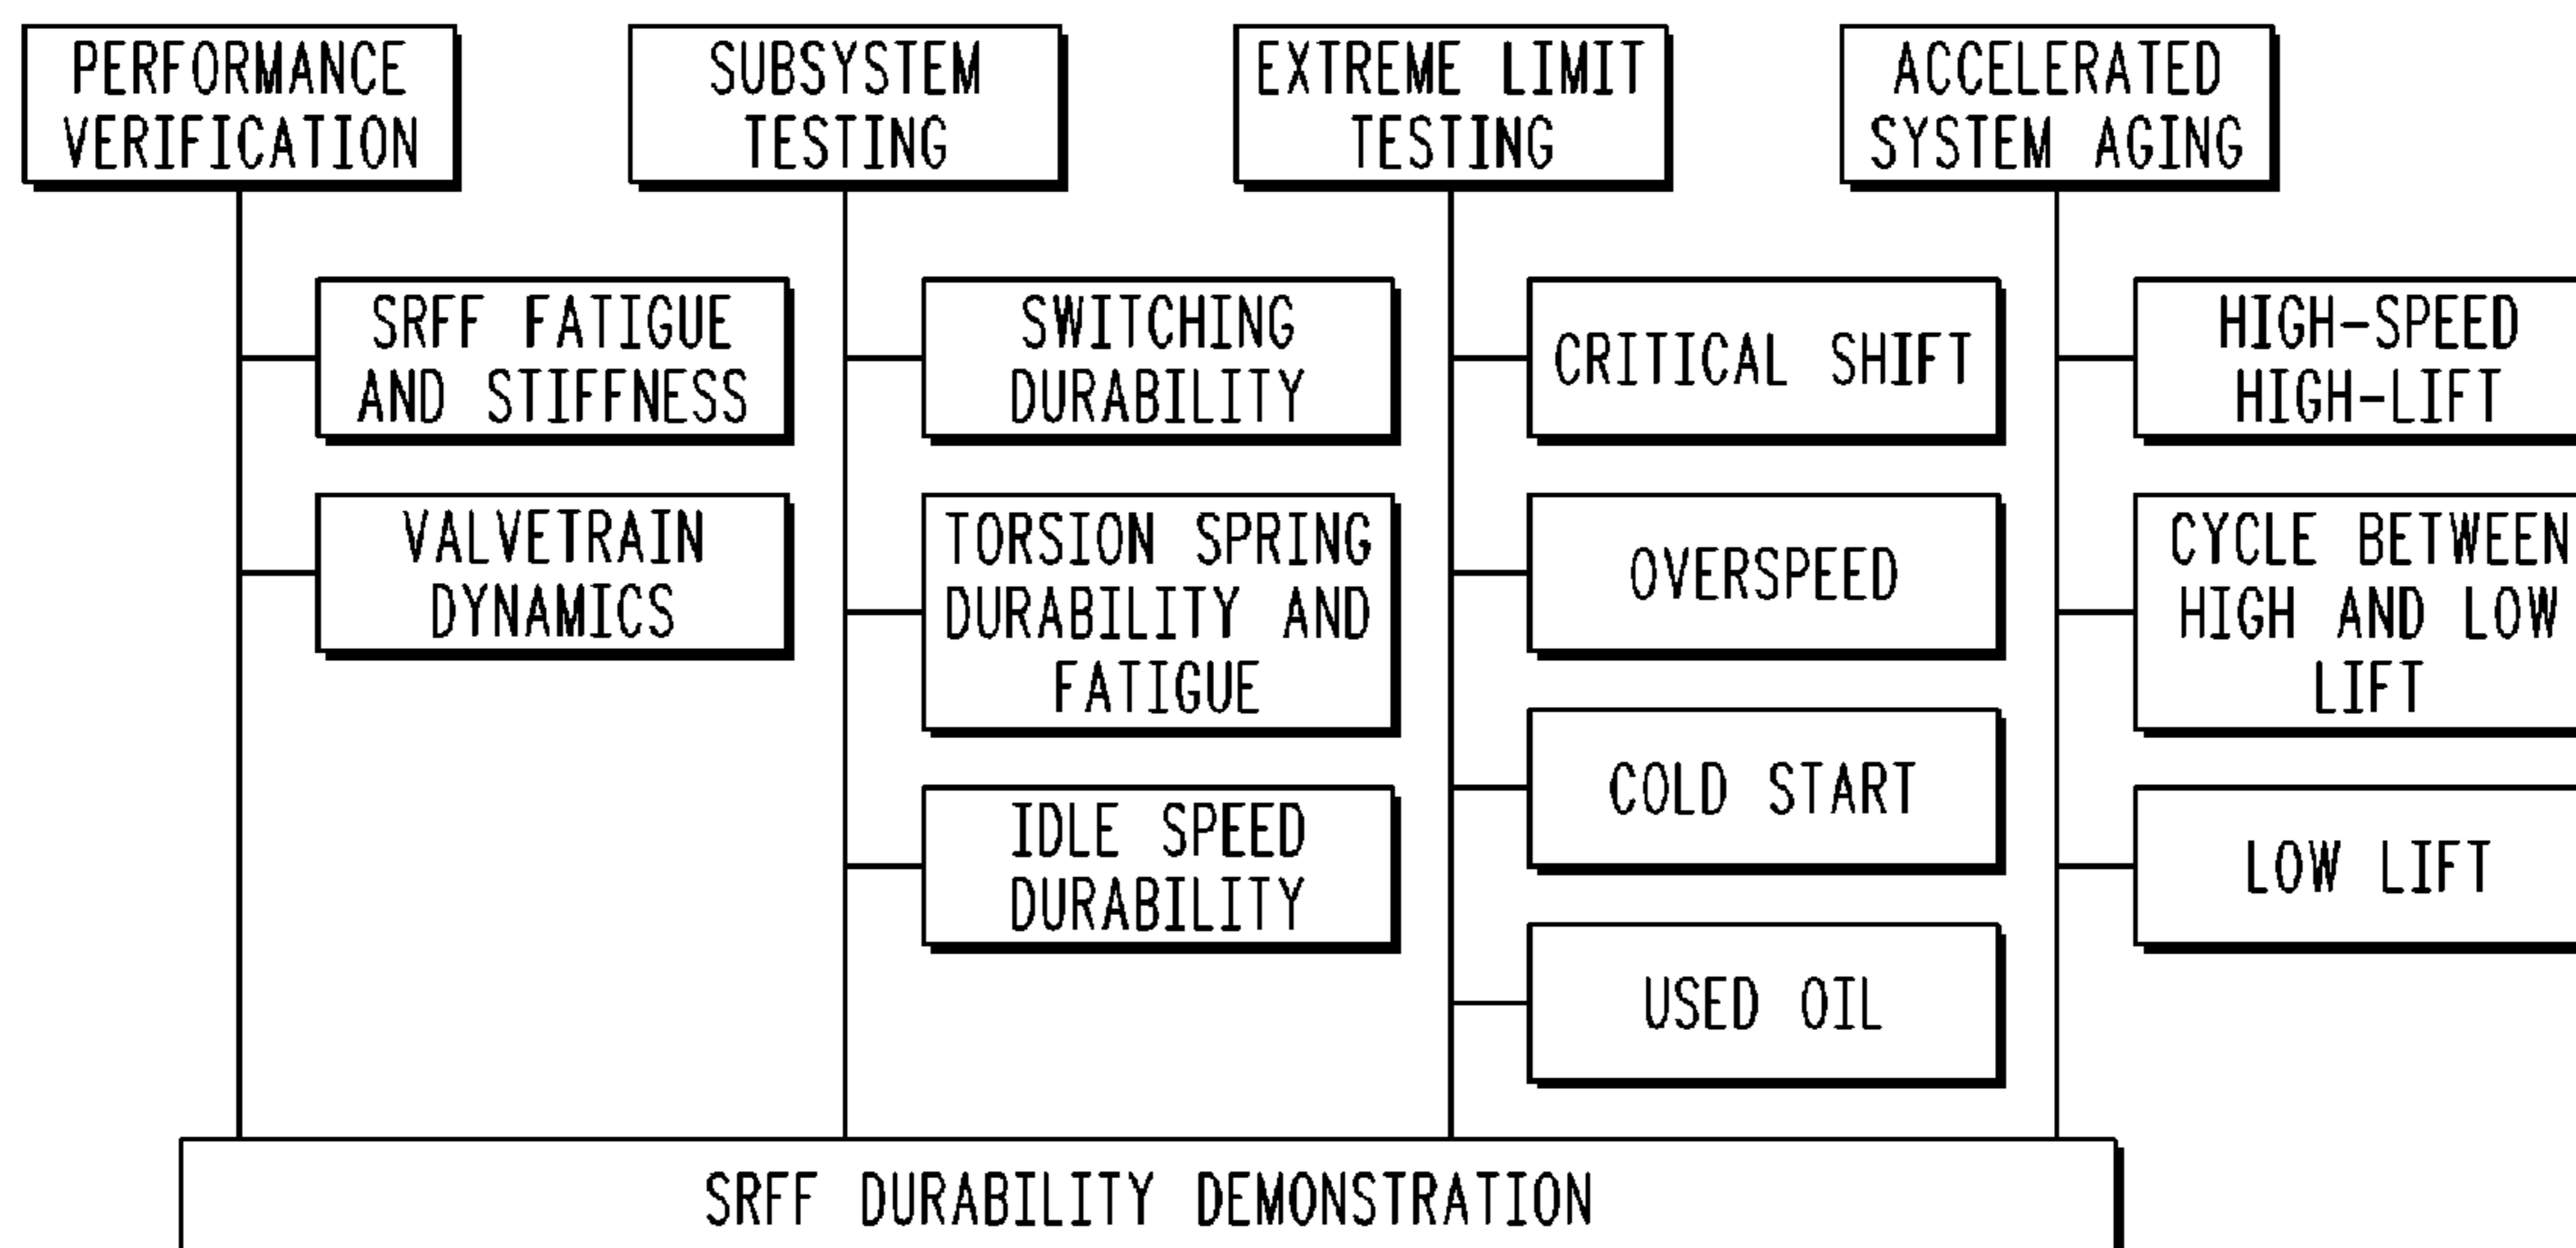 PERFORMANCE
VERIFICATION
SUBSYSTEM
TESTING
EXTREME LIMIT
TESTING
ACCELERATED
SYSTEM AGING
SRFF FATIGUE
AND STIFFNESS
VALVETRAIN
DYNAMICS
SWITCHING
DURABILITY
TORSION SPRING
DURABILITY AND
FATIGUE
IDLE SPEED
DURABILITY
CRITICAL SHIFT
OVERSPEED
COLD START
USED OIL
HIGH-SPEED
HIGH-LIFT
CYCLE BETWEEN
HIGH AND LOW
LIFT
LOW LIFT
SRFF DURABILITY DEMONSTRATION